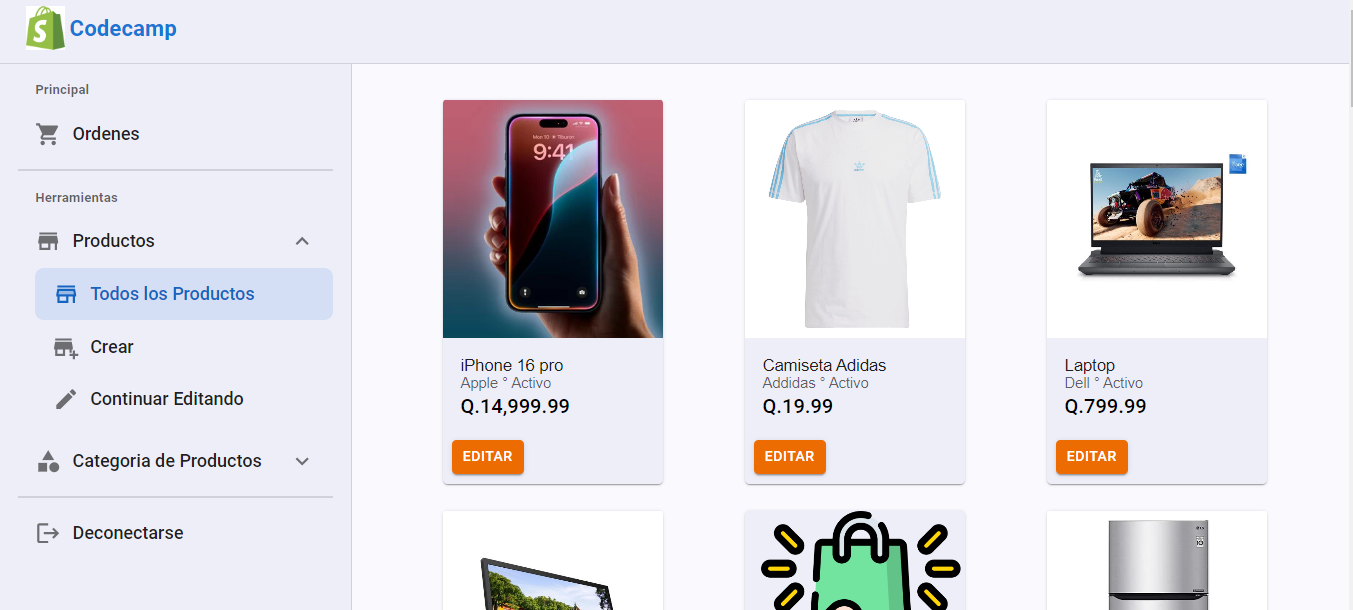 Codecamp
Principal
Ordenes
Herramientas
Productos
Todos los Productos
Crear
Continuar Editando
Categoria de Productos
Deconectarse
9:41
iPhone 16 pro
Apple ° Activo
Q.14,999.99
EDITAR
Camiseta Adidas
Addidas ° Activo
Q.19.99
EDITAR
Laptop
Dell ° Activo
Q.799.99
EDITAR